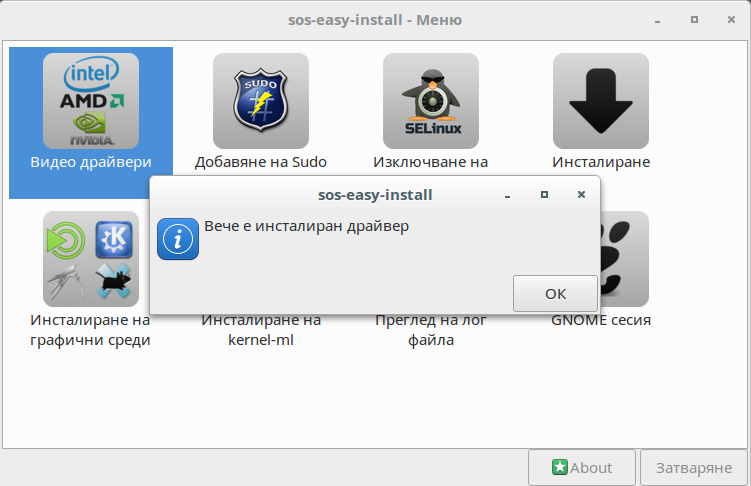 sos-easy-install - Меню
intel
AMD
NVIDIA.
SUDO
SELinux
Видео драйвери
Добавяне на Sudo
Изключване на
Инсталиране
sos-easy-install
Вече е инсталиран драйвер
OK
Инсталиране на
графични среди
Инсталиране на
kernel-ml
Преглед на лог
файла
GNOME сесия
About
Затваряне